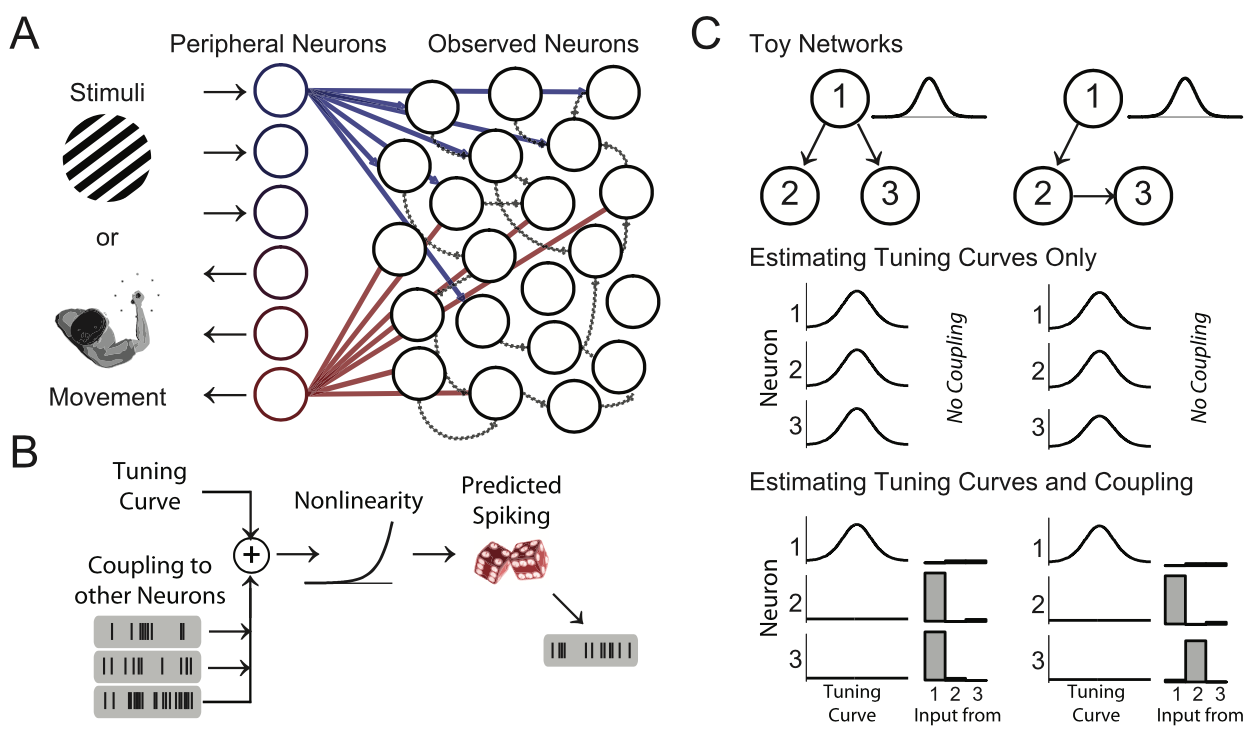 A
Peripheral Neurons
Observed Neurons
Stimuli
or
Movement
B
Tuning
Curve
Coupling to
other Neurons
+
Nonlinearity
Predicted
Spiking
C
Toy Networks
1
2
3
1
2
3
Estimating Tuning Curves Only
Neuron
1
2
3
No Coupling
1
2
3
No Coupling
Estimating Tuning Curves and Coupling
Neuron
1
2
3
Tuning
Curve
1 2 3
Input from
1
2
3
Tuning
Curve
1 2 3
Input from